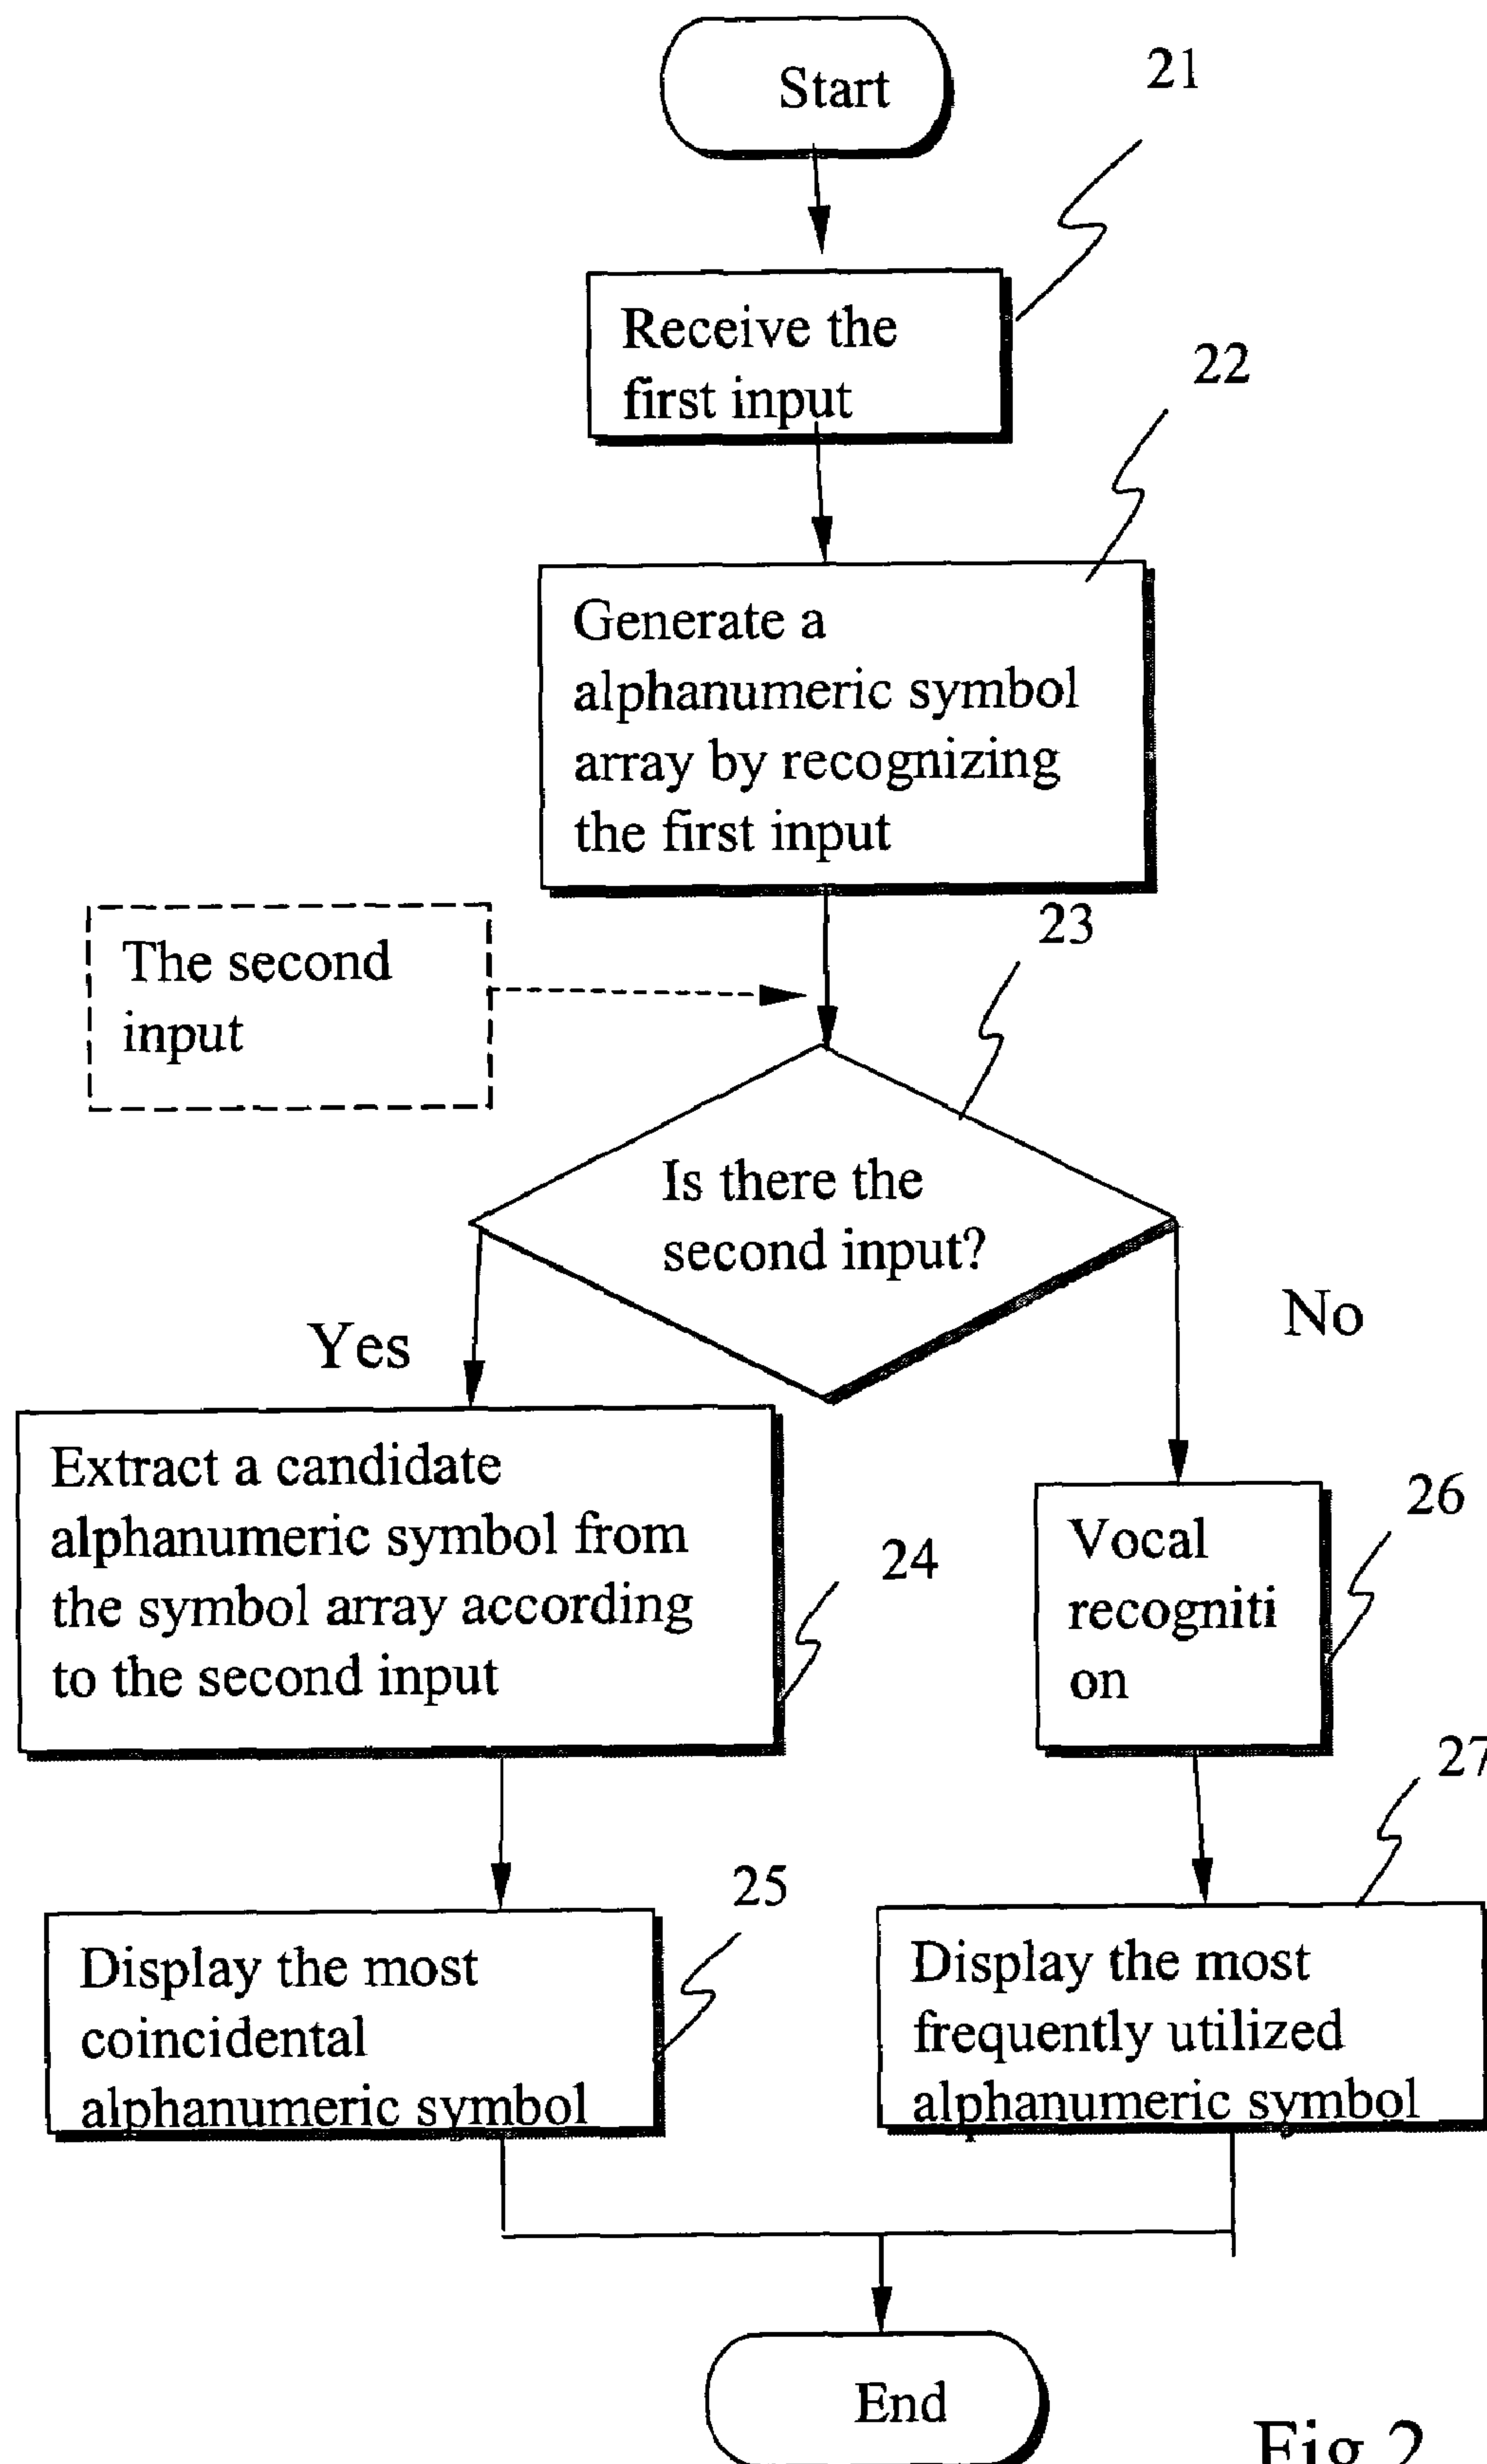 Start
21
Receive the
first input
22
Generate a
alphanumeric symbol
array by recognizing
the first input
23
The second
input
Is there the
second input?
Yes
No
Extract a candidate
alphanumeric symbol from
the symbol array according
to the second input
24
Vocal
recogniti
on
26
27
Display the most
coincidental
alphanumeric symbol
25
Display the most
frequently utilized
alphanumeric symbol
End
Fig.2